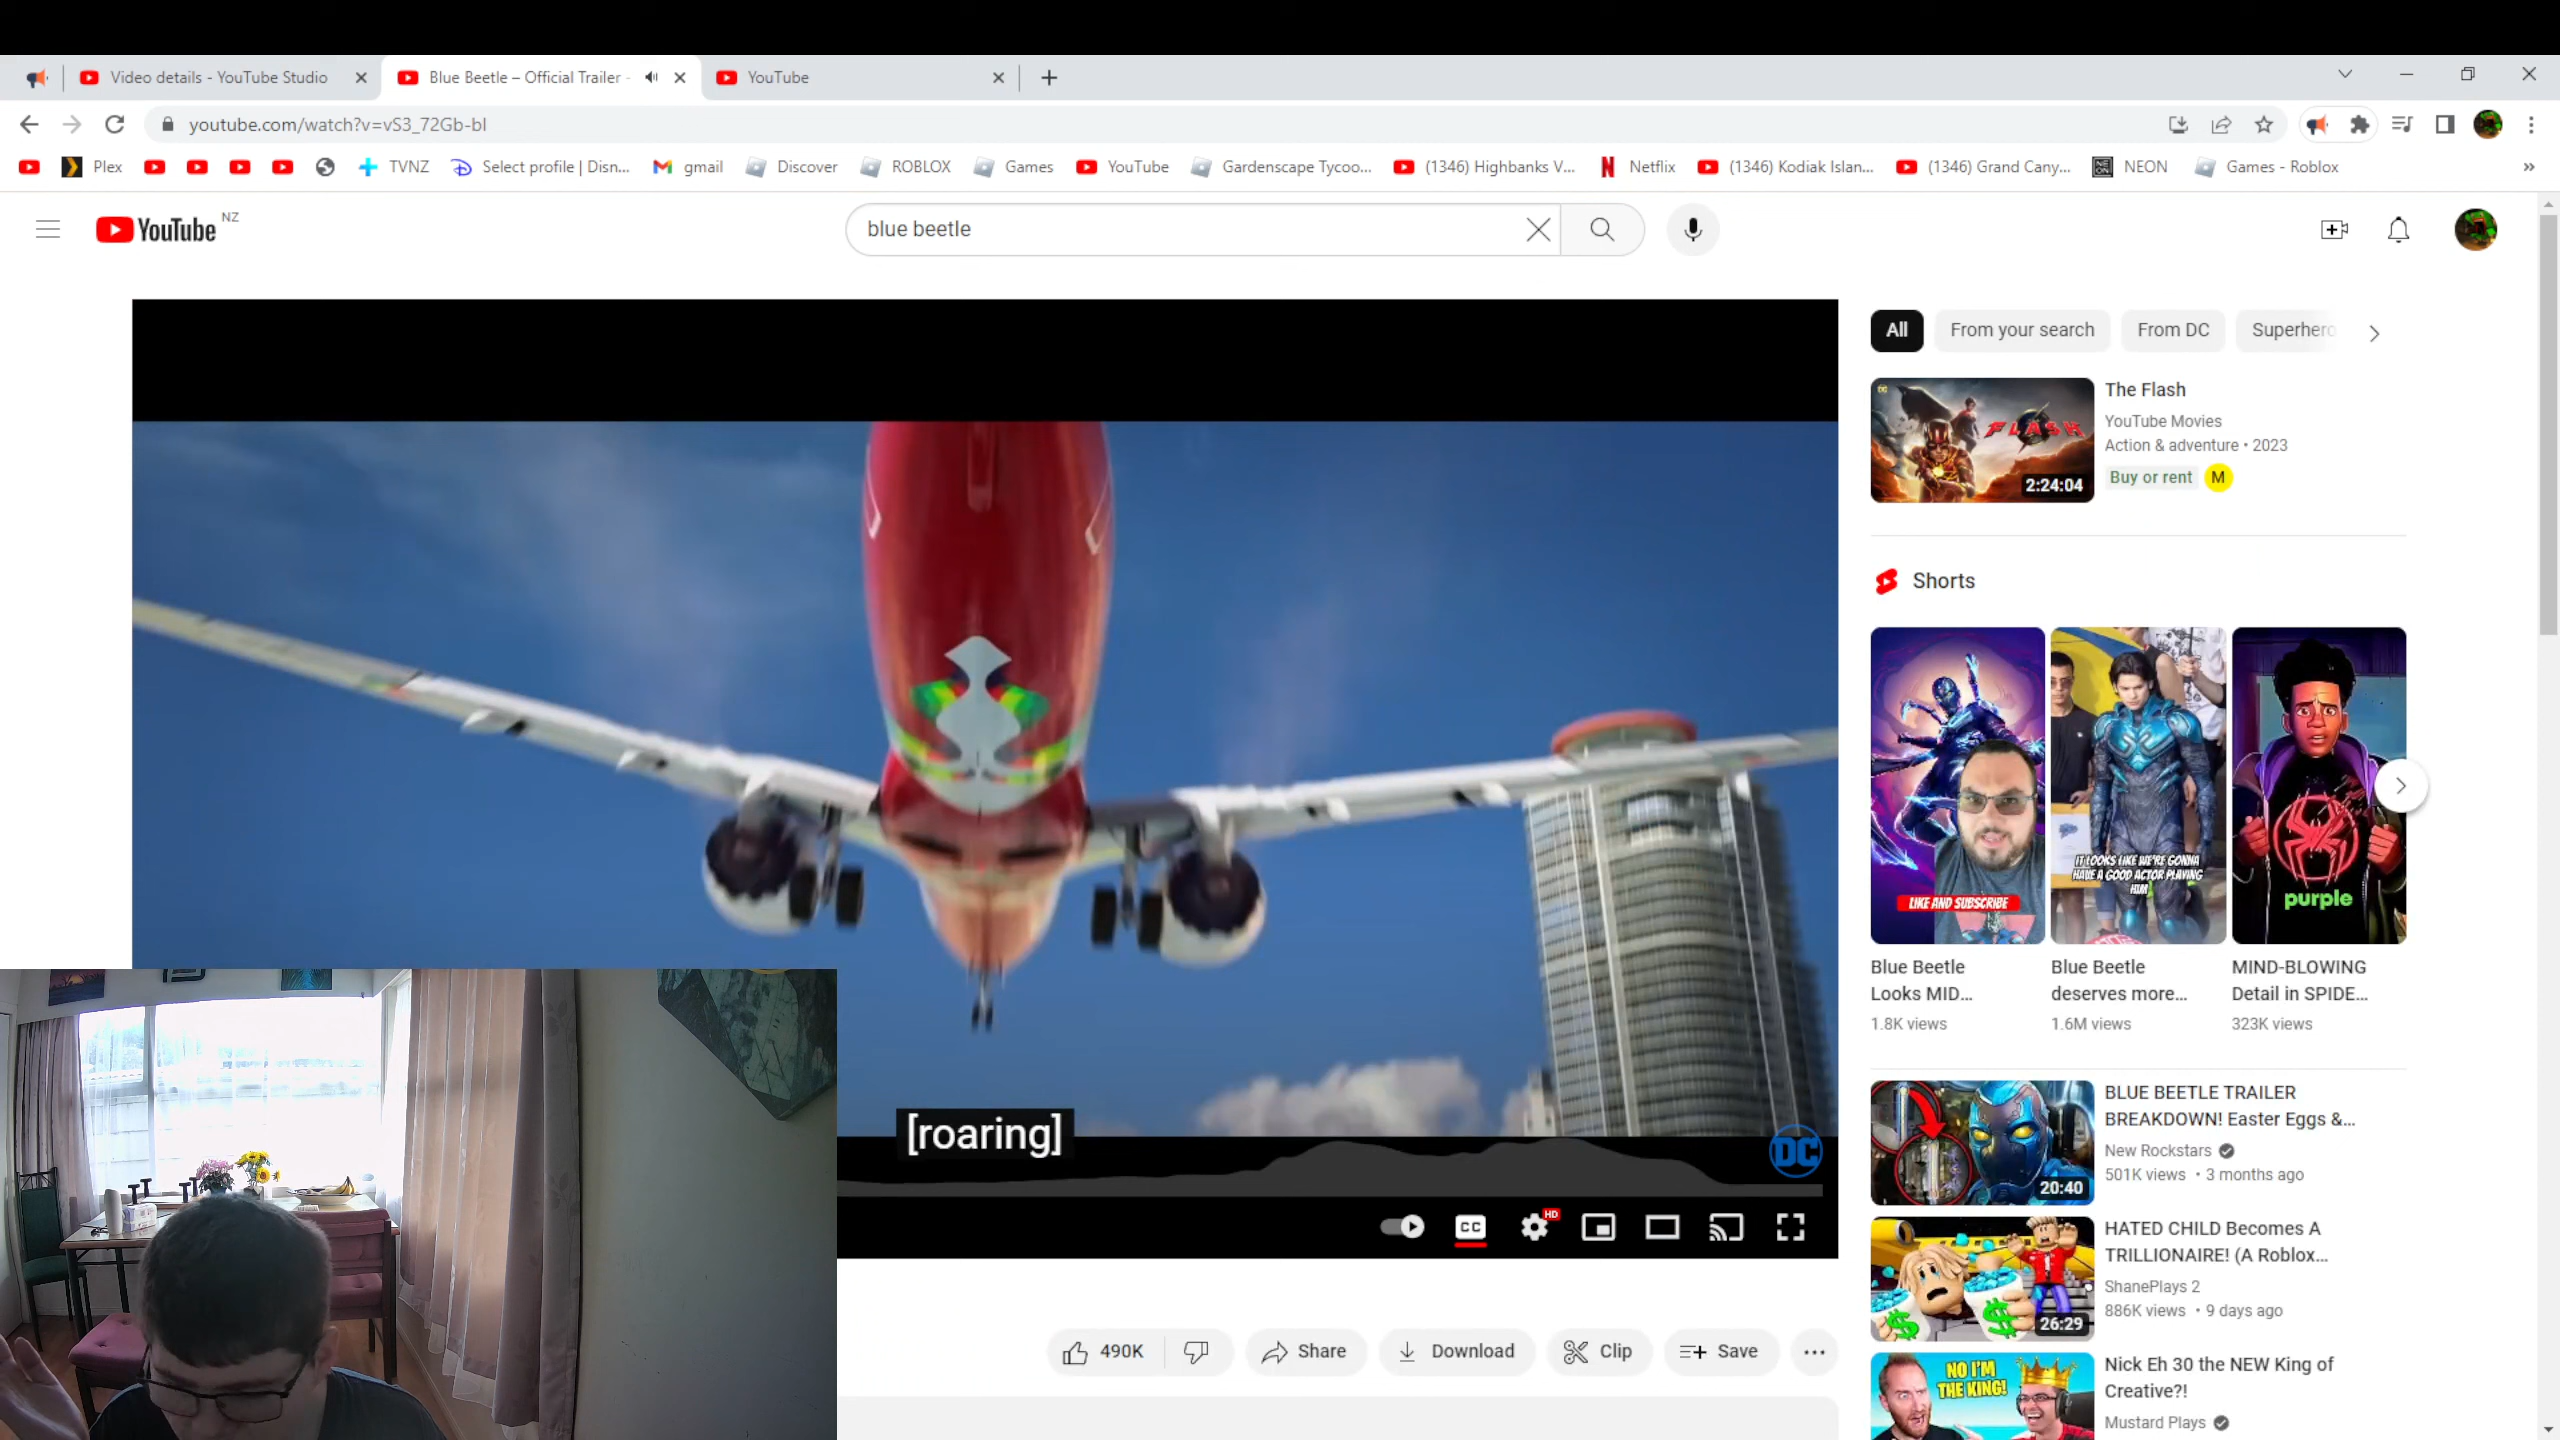 Video details - YouTube Studio
Blue Beetle – Official Trailer -
YouTube
youtube.com/watch?v=vS3_72Gb-bI
Plex
TVNZ
Select profile | Disn...
gmail
Discover
ROBLOX
Games
YouTube
Gardenscape Tycoo...
(1346) Highbanks V...
Netflix
(1346) Kodiak Islan...
(1346) Grand Cany...
NEON
Games - Roblox
YouTube NZ
blue beetle
All
From your search
From DC
Superhero
FLASH
2:24:04
The Flash
YouTube Movies
Action & adventure • 2023
Buy or rent
M
Shorts
LIKE AND SUBSCRIBE
IT LOOKS LIKE WE'RE GONNA
HAVE A GOOD ACTOR PLAYING
HIM
purple
Blue Beetle
Looks MID...
1.8K views
Blue Beetle
deserves more...
1.6M views
MIND-BLOWING
Detail in SPIDE...
323K views
[roaring]
DC
CC
HD
490K
Share
Download
Clip
Save
20:40
BLUE BEETLE TRAILER
BREAKDOWN! Easter Eggs &...
New Rockstars
501K views • 3 months ago
26:29
HATED CHILD Becomes A
TRILLIONAIRE! (A Roblox...
ShanePlays 2
886K views • 9 days ago
NO I'M
THE KING!
Nick Eh 30 the NEW King of
Creative?!
Mustard Plays